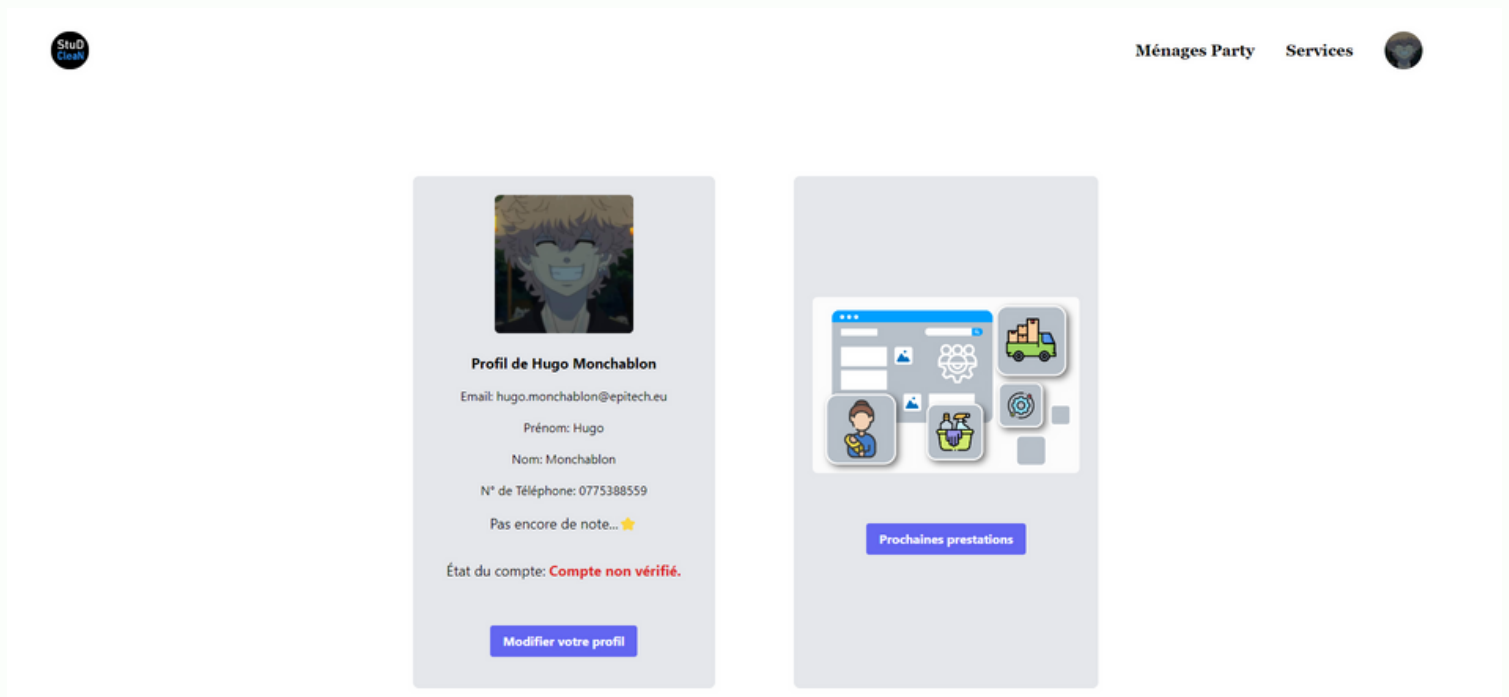 StuD
CleaN
Ménages Party
Services
Profil de Hugo Monchablon
Email: hugo.monchablon@epitech.eu
Prénom: Hugo
Nom: Monchablon
N° de Téléphone: 0775388559
Pas encore de note...
État du compte: Compte non vérifié.
Modifier votre profil
Prochaines prestations